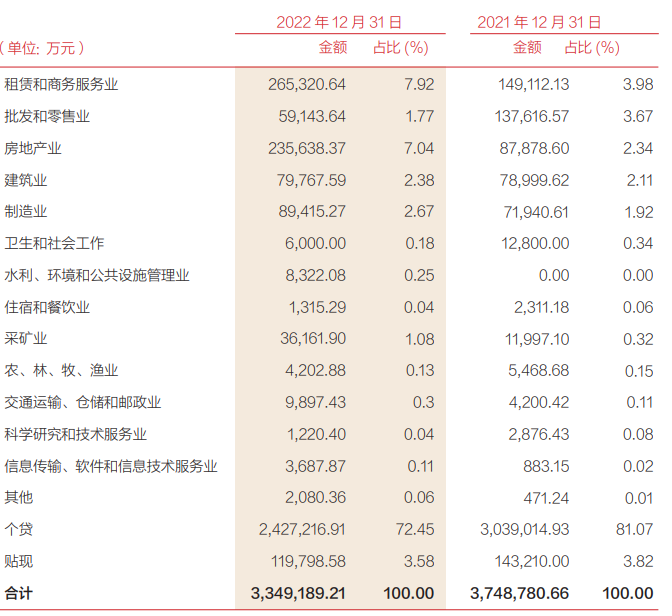 2022 年 12 月 31 日 2021 年 12 月 31 日
（单位: 万元） 金额 占比 (%) 金额 占比 (%)
租赁和商务服务业 265,320.64 7.92 149,112.13 3.98
批发和零售业 59,143.64 1.77 137,616.57 3.67
房地产业 235,638.37 7.04 87,878.60 2.34
建筑业 79,767.59 2.38 78,999.62 2.11
制造业 89,415.27 2.67 71,940.61 1.92
卫生和社会工作 6,000.00 0.18 12,800.00 0.34
水利、环境和公共设施管理业 8,322.08 0.25 0.00 0.00
住宿和餐饮业 1,315.29 0.04 2,311.18 0.06
采矿业 36,161.90 1.08 11,997.10 0.32
农、林、牧、渔业 4,202.88 0.13 5,468.68 0.15
交通运输、仓储和邮政业 9,897.43 0.3 4,200.42 0.11
科学研究和技术服务业 1,220.40 0.04 2,876.43 0.08
信息传输、软件和信息技术服务业 3,687.87 0.11 883.15 0.02
其他 2,080.36 0.06 471.24 0.01
个贷 2,427,216.91 72.45 3,039,014.93 81.07
贴现 119,798.58 3.58 143,210.00 3.82
合计 3,349,189.21 100.00 3,748,780.66 100.00